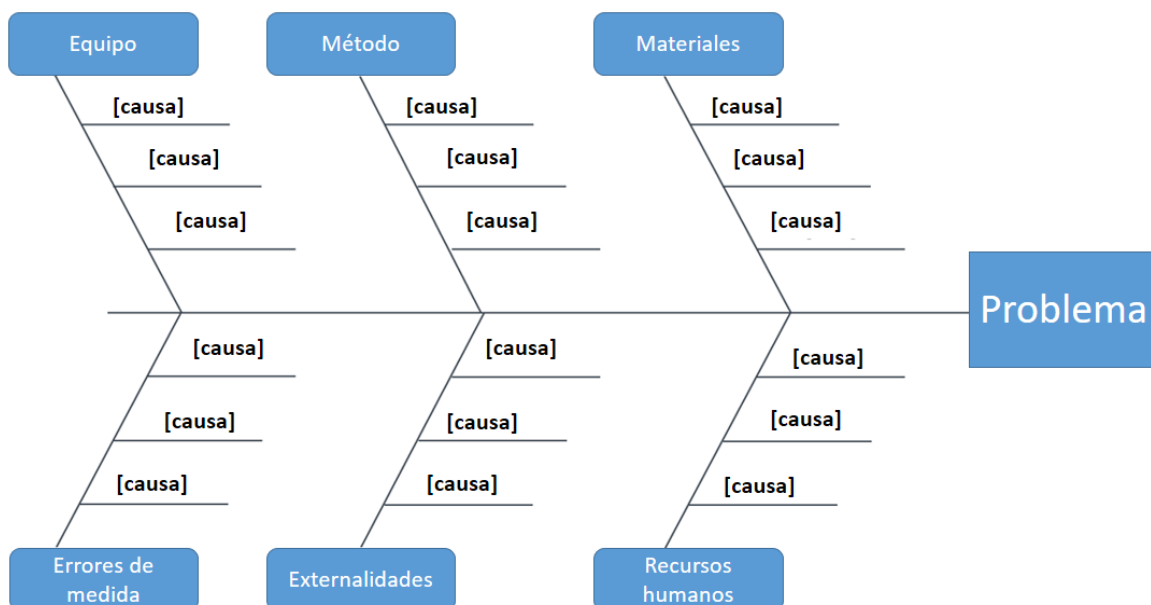 Equipo
Método
Materiales
[causa]
[causa]
[causa]
[causa]
[causa]
[causa]
[causa]
[causa]
[causa]
Problema
[causa]
[causa]
[causa]
[causa]
[causa]
[causa]
[causa]
[causa]
[causa]
Errores de
medida
Externalidades
Recursos
humanos